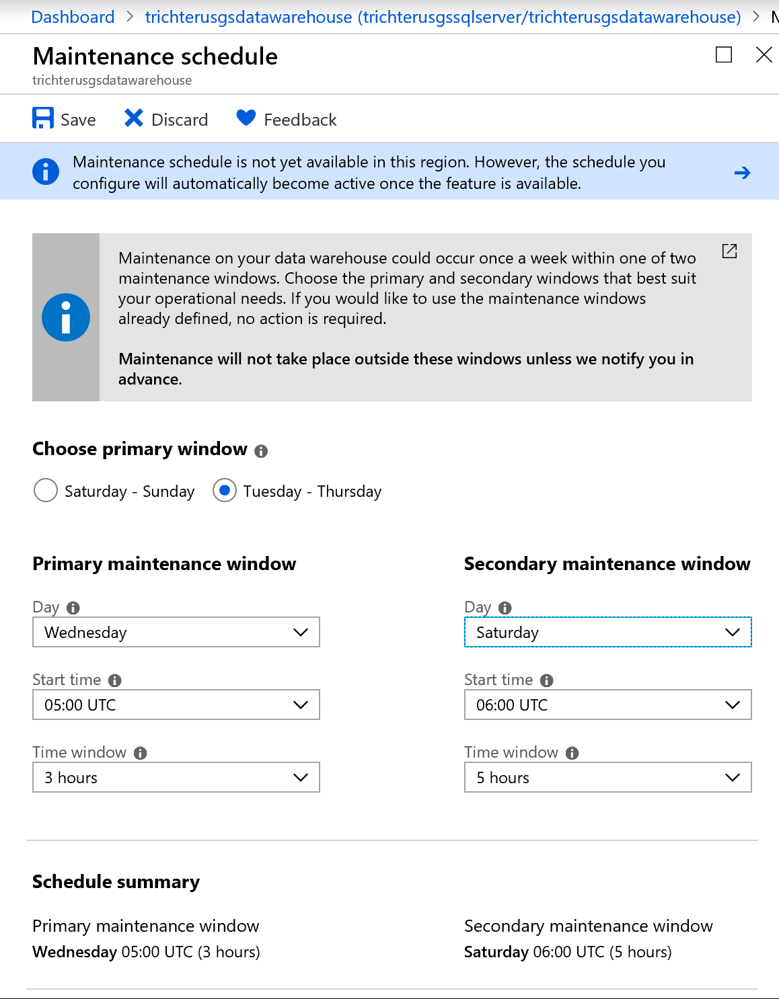 Dashboard > trichterusgsdatawarehouse (trichterusgssqlserver/trichterusgsdatawarehouse) >
Maintenance schedule
trichterusgsdatawarehouse
Save Discard Feedback
Maintenance schedule is not yet available in this region. However, the schedule you
configure will automatically become active once the feature is available.
Maintenance on your data warehouse could occur once a week within one of two
maintenance windows. Choose the primary and secondary windows that best suit
your operational needs. If you would like to use the maintenance windows
already defined, no action is required.
Maintenance will not take place outside these windows unless we notify you in
advance.
Choose primary window
Saturday - Sunday Tuesday - Thursday
Primary maintenance window
Day
Wednesday
Start time
05:00 UTC
Time window
3 hours
Secondary maintenance window
Day
Saturday
Start time
06:00 UTC
Time window
5 hours
Schedule summary
Primary maintenance window
Wednesday 05:00 UTC (3 hours)
Secondary maintenance window
Saturday 06:00 UTC (5 hours)